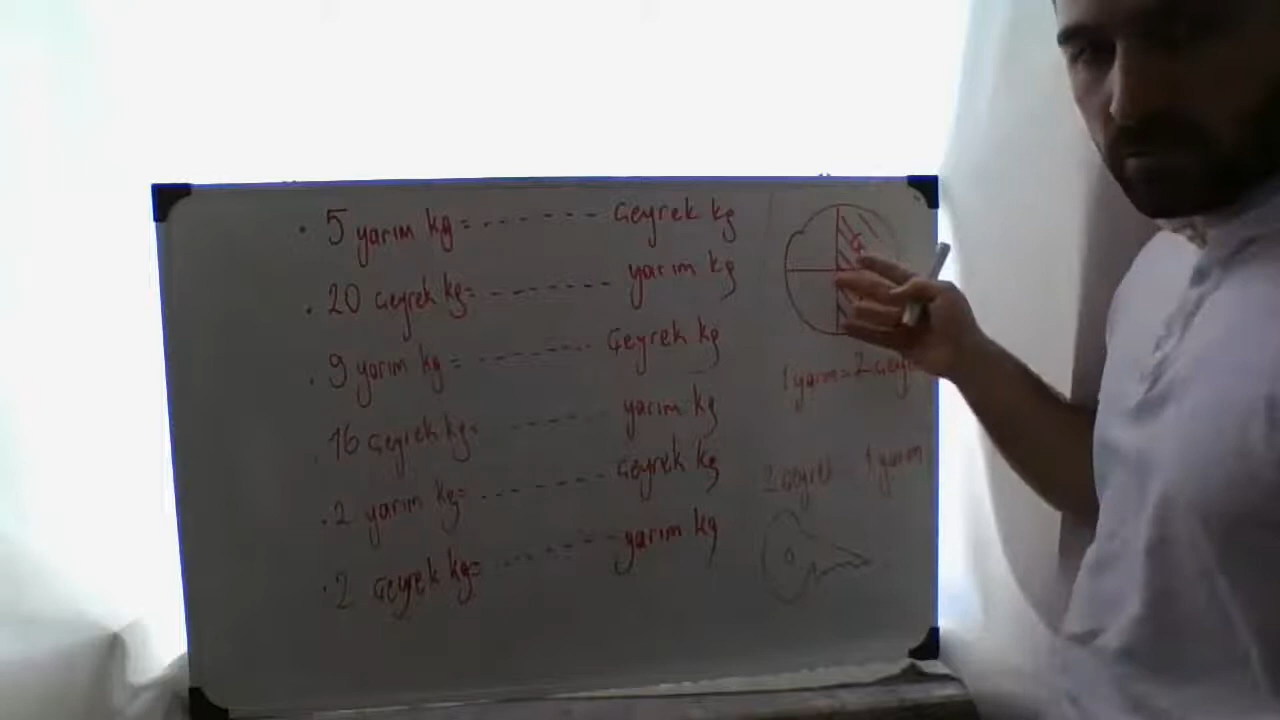 · 5 yarım kg = ....... Çeyrek kg
· 20 Çeyrek kg= ........ yarım kg
· 9 yarım kg = ........ Çeyrek kg
· 16 Çeyrek kg= ...... yarım kg
· 2 yarım kg= ........ Çeyrek kg
· 2 Çeyrek kg= ........ yarım kg
1 yarım = 2
2 Çeyrek 1 yarım